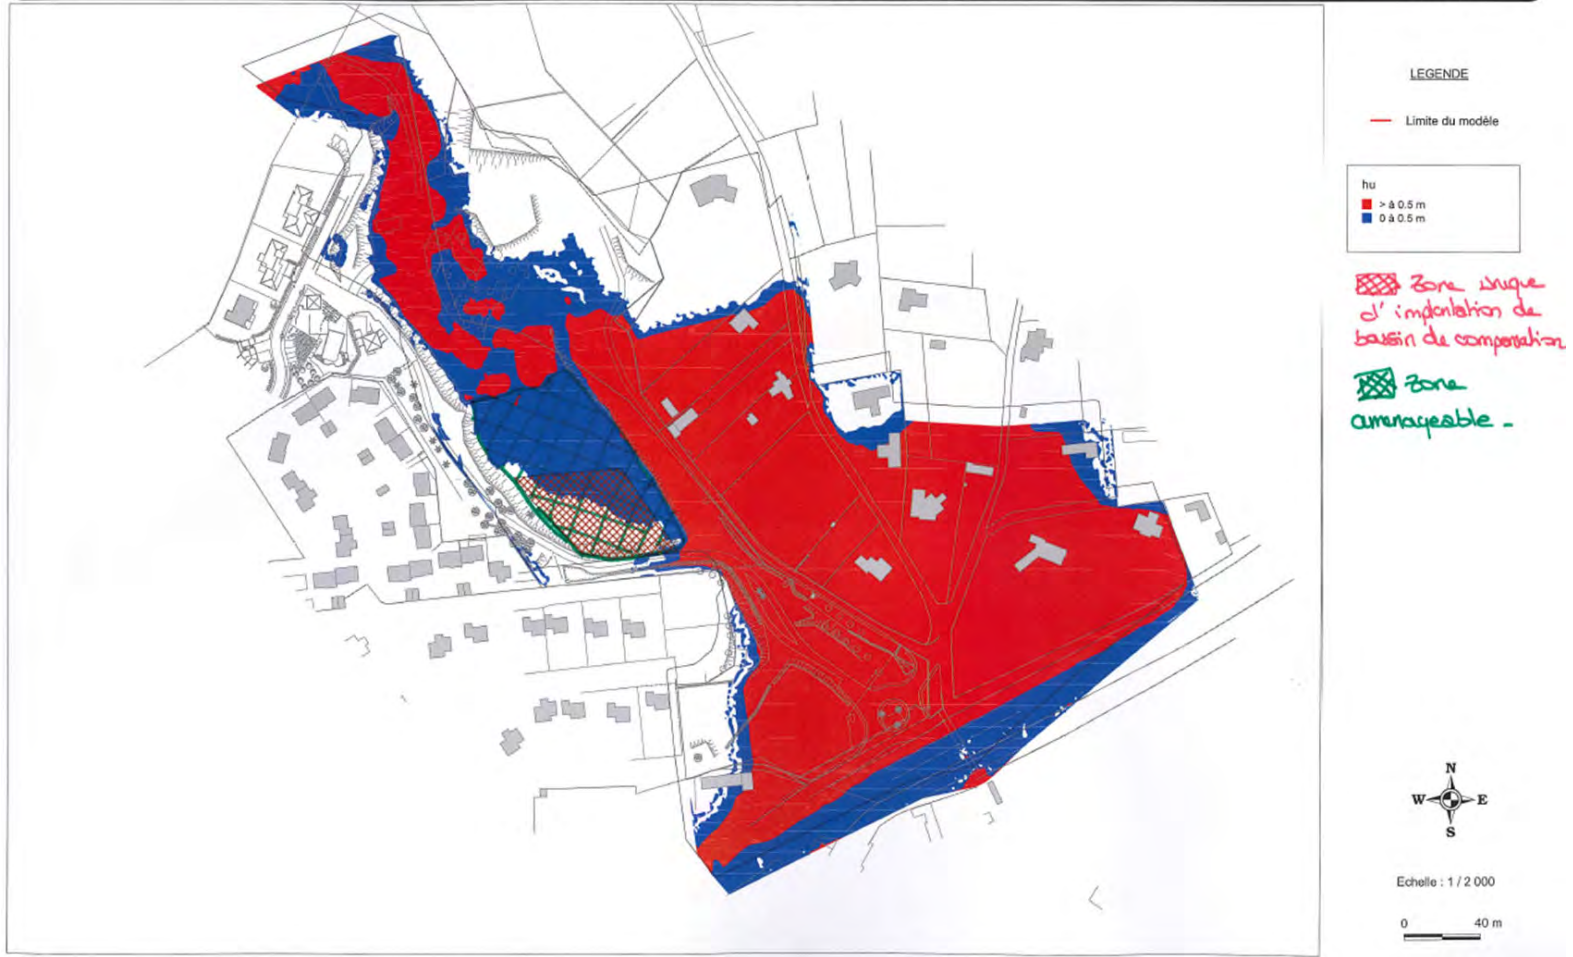 LEGENDE
Limite du modèle
hu
> à 0.5 m
0 à 0.5 m
Zone unique
d'implantation de
bassin de compensation
Zone
aménageable -
N
W E
S
Echelle : 1 / 2 000
0 40 m